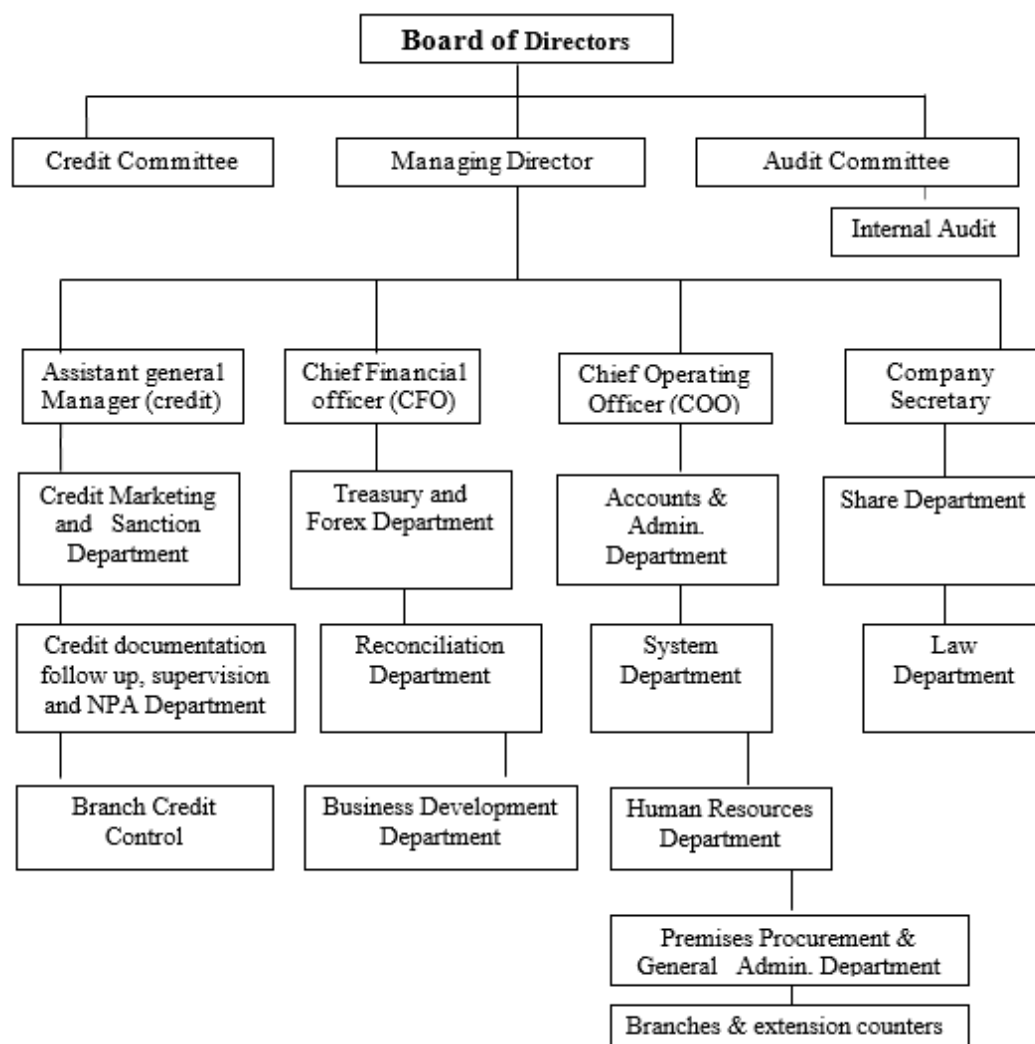 Board of Directors
Credit Committee
Managing Director
Audit Committee
Internal Audit
Assistant general
Manager (credit)
Chief Financial
officer (CFO)
Chief Operating
Officer (COO)
Company
Secretary
Credit Marketing
and Sanction
Department
Treasury and
Forex Department
Accounts &
Admin.
Department
Share Department
Credit documentation
follow up, supervision
and NPA Department
Reconciliation
Department
System
Department
Law
Department
Branch Credit
Control
Business Development
Department
Human Resources
Department
Premises Procurement &
General Admin. Department
Branches & extension counters